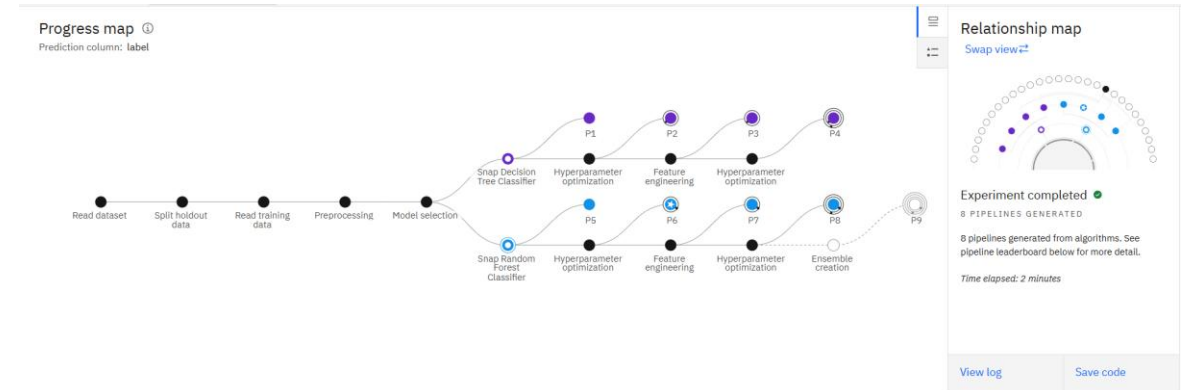 Progress map
Prediction column: label
P1
P2
P3
P4
Snap Decision
Tree Classifier
Hyperparameter
optimization
Feature
engineering
Hyperparameter
optimization
Read dataset
Split holdout
data
Read training
data
Preprocessing
Model selection
P5
P6
P7
P8
P9
Snap Random
Forest
Classifier
Hyperparameter
optimization
Feature
engineering
Hyperparameter
optimization
Ensemble
creation
Relationship map
Swap view
Experiment completed
8 PIPELINES GENERATED
8 pipelines generated from algorithms. See
pipeline leaderboard below for more detail.
Time elapsed: 2 minutes
View log
Save code